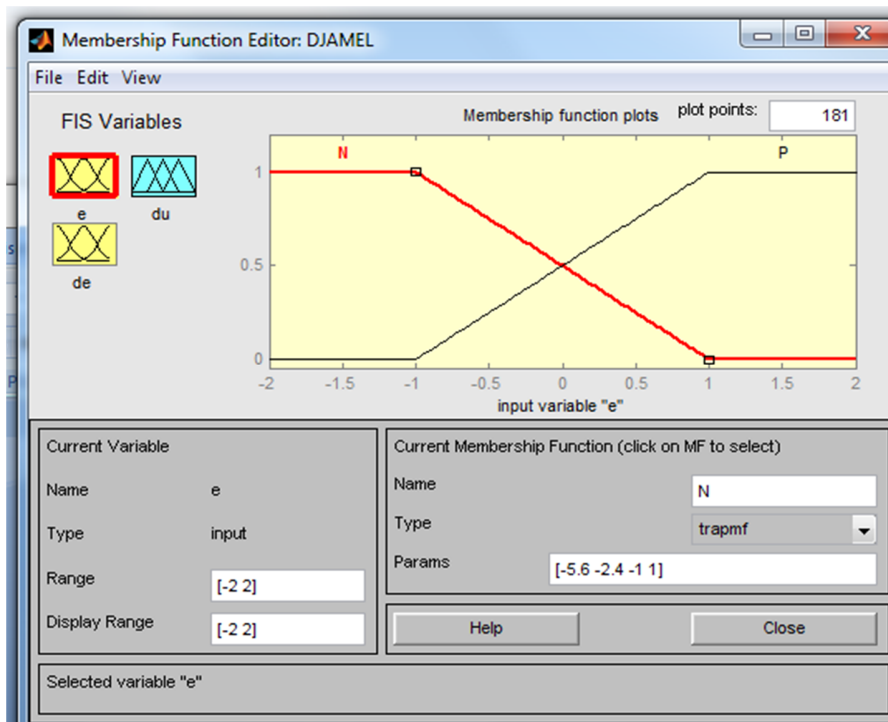 Membership Function Editor: DJAMEL
File Edit View
FIS Variables
Membership function plots plot points: 181
e du
de
N P
1
0.5
0
-2 -1.5 -1 -0.5 0 0.5 1 1.5 2
input variable "e"
Current Variable
Name e
Type input
Range [-2 2]
Display Range [-2 2]
Current Membership Function (click on MF to select)
Name N
Type trapmf
Params [-5.6 -2.4 -1 1]
Help Close
Selected variable "e"